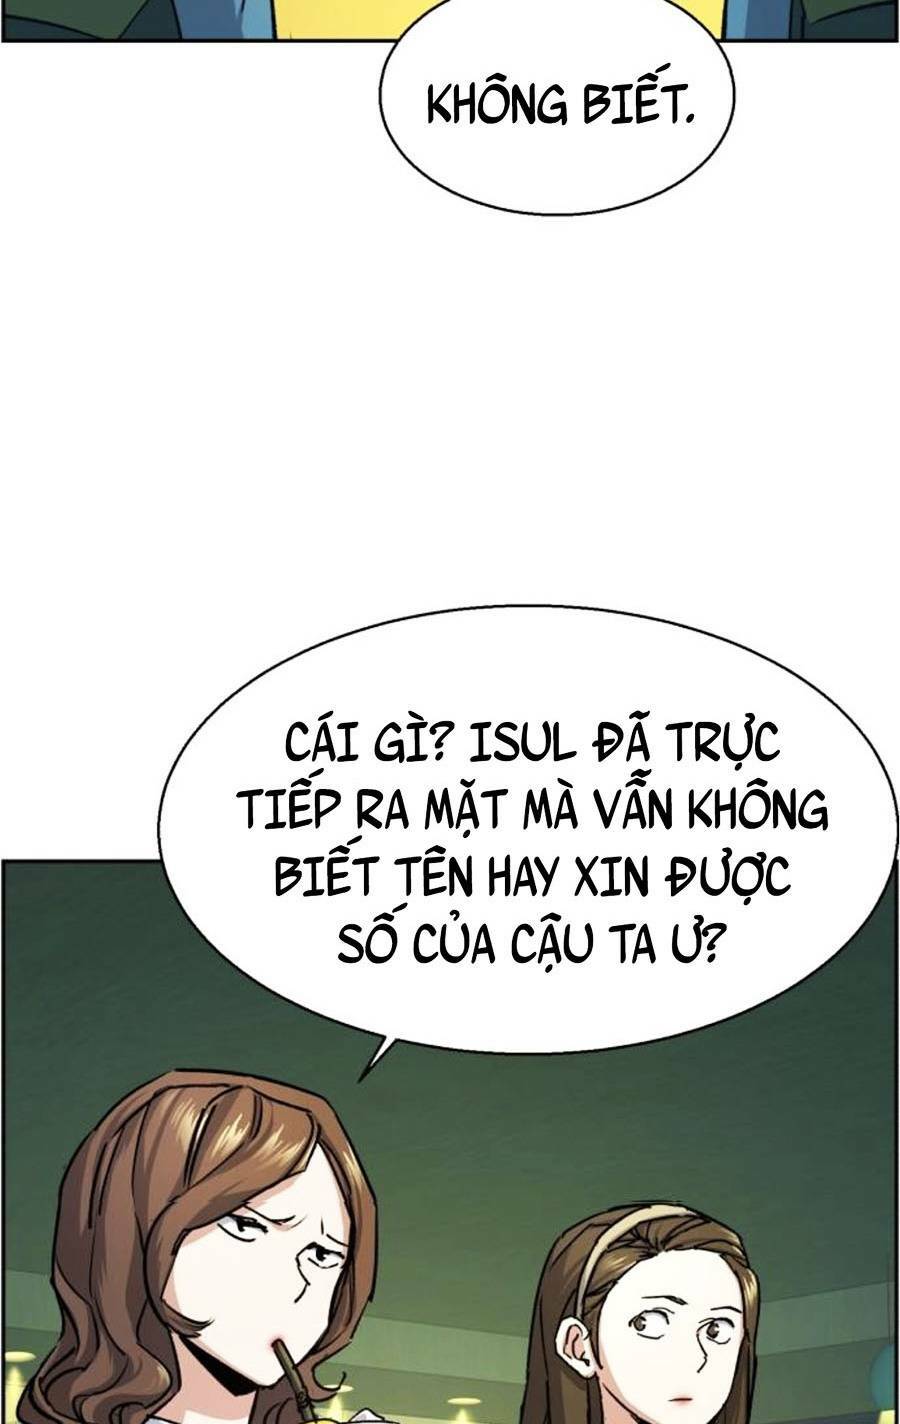 KHÔNG BIẾT.
CÁI GÌ? ISUL ĐÃ TRỰC
TIẾP RA MẶT MÀ VẪN KHÔNG
BIẾT TÊN HAY XIN ĐƯỢC
SỐ CỦA CẬU TA Ư?